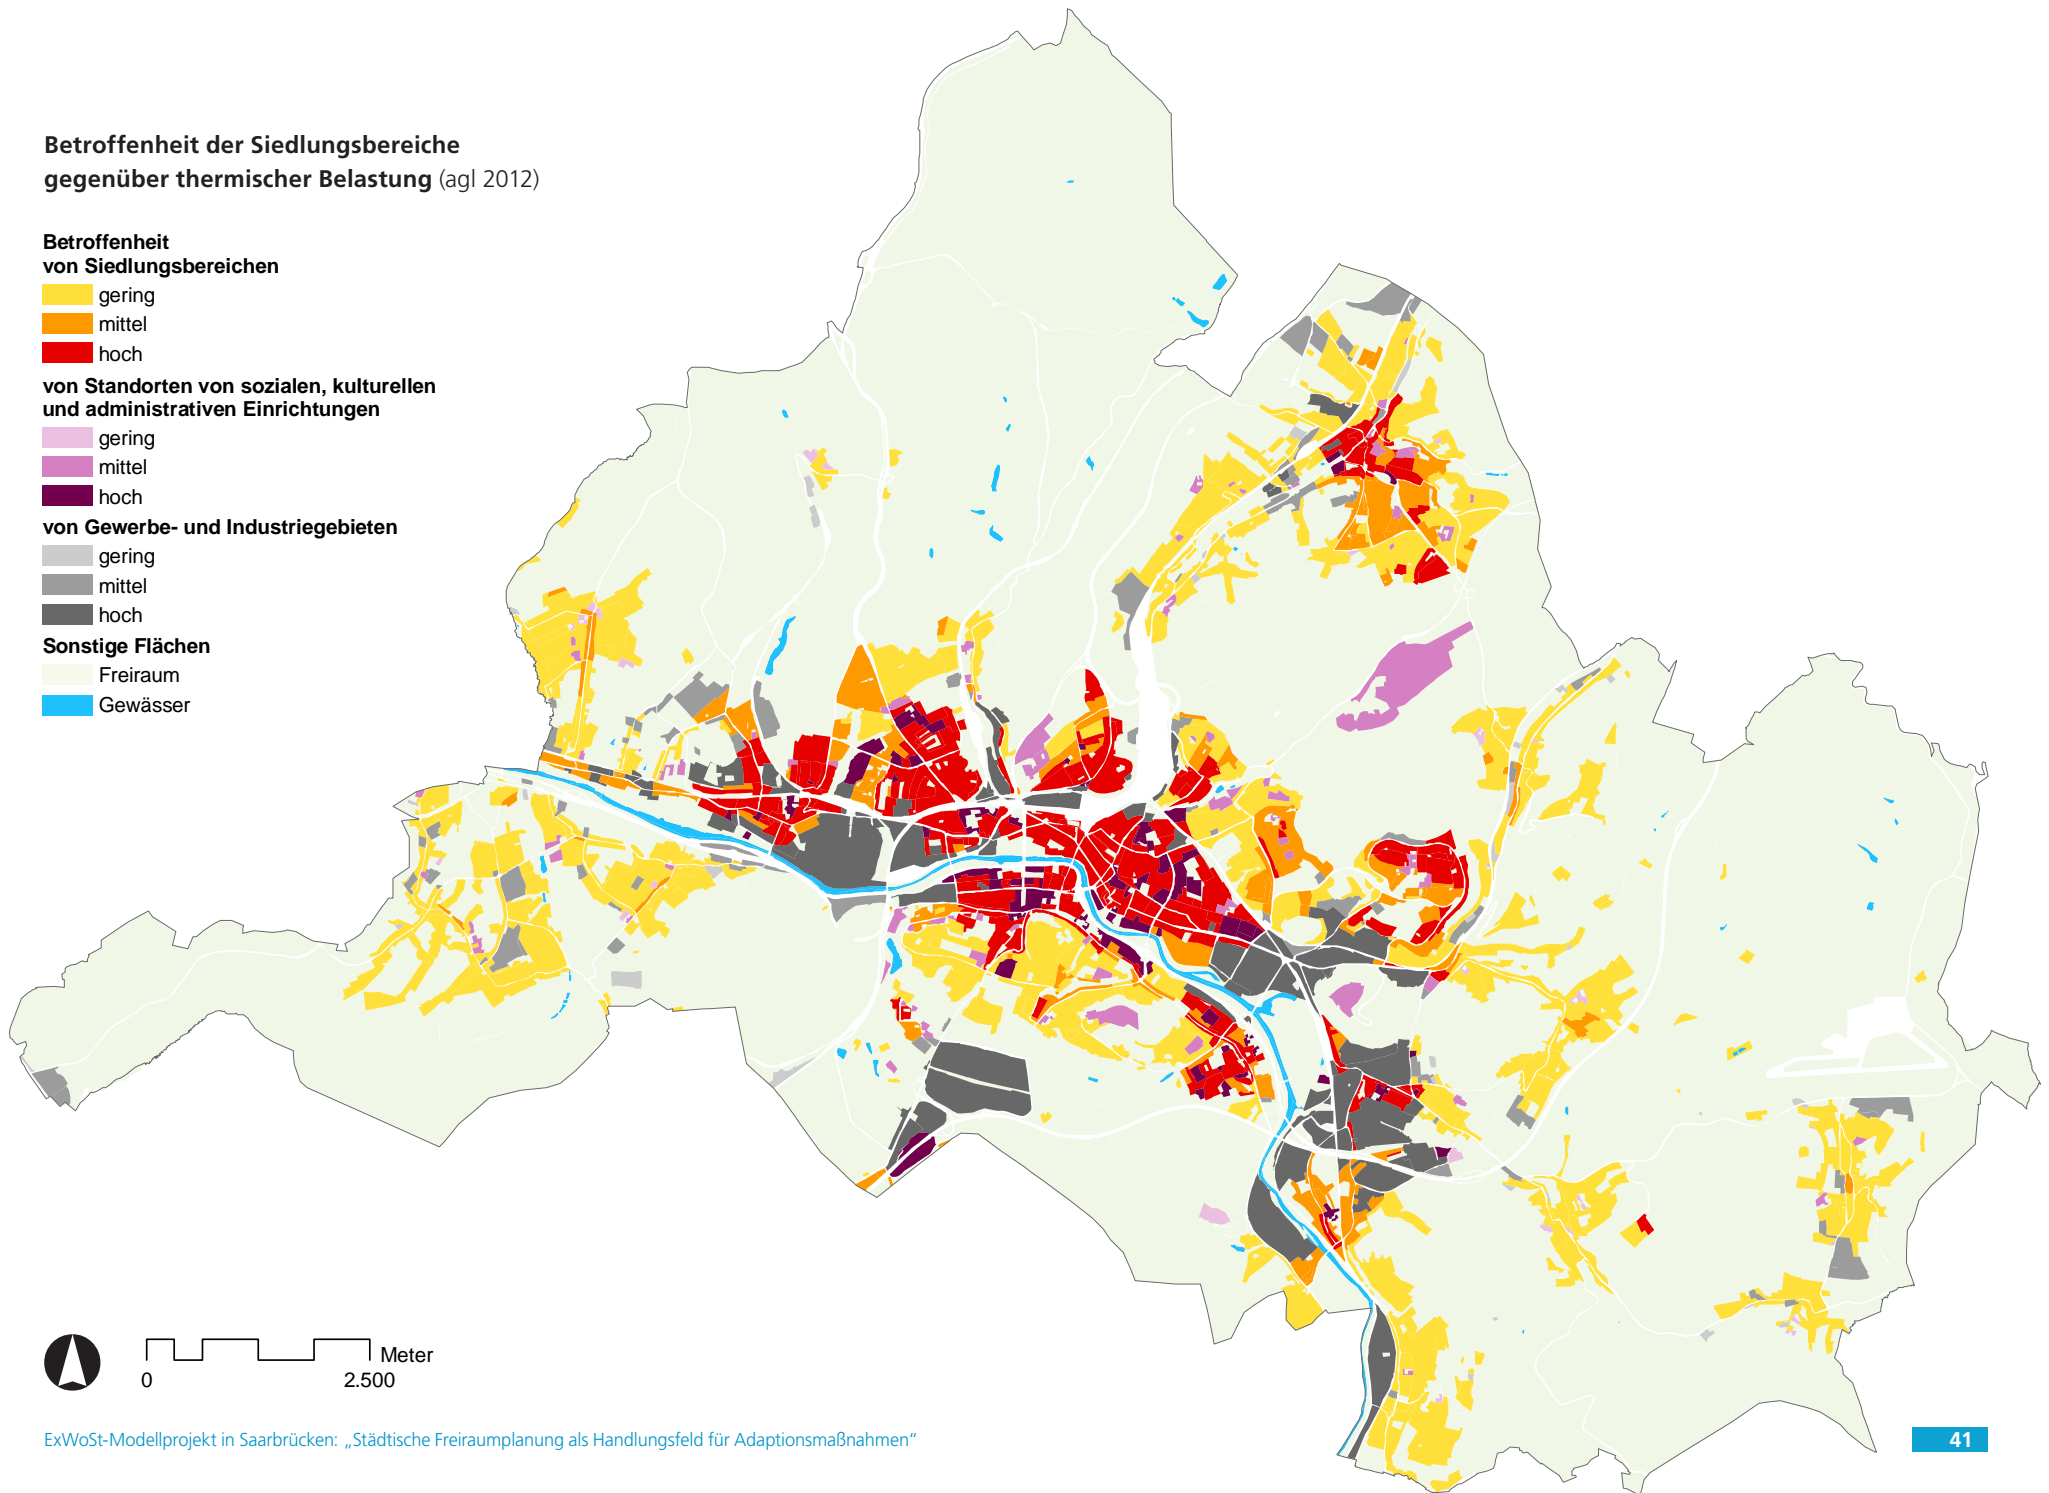 Betroffenheit der Siedlungsbereiche
gegenüber thermischer Belastung (agl 2012)
Betroffenheit
von Siedlungsbereichen
gering
mittel
hoch
von Standorten von sozialen, kulturellen
und administrativen Einrichtungen
gering
mittel
hoch
von Gewerbe- und Industriegebieten
gering
mittel
hoch
Sonstige Flächen
Freiraum
Gewässer
Meter
0 2.500
ExWoSt-Modellprojekt in Saarbrücken: „Städtische Freiraumplanung als Handlungsfeld für Adaptionsmaßnahmen“
41